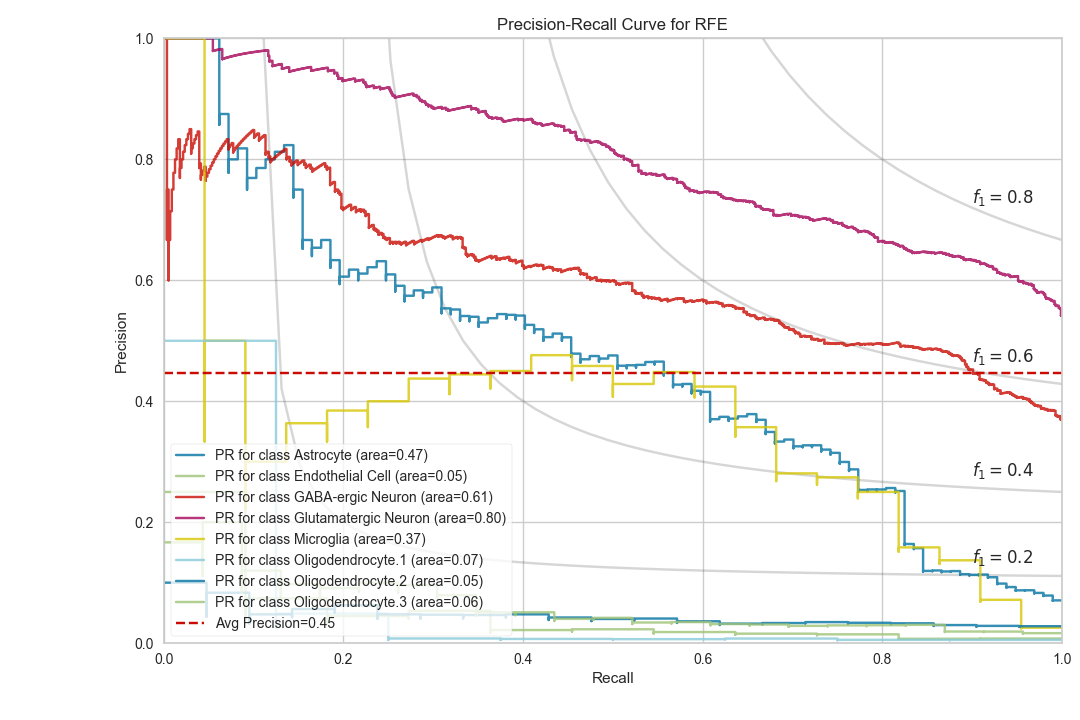 Precision-Recall Curve for RFE
1.0
0.8
0.6
0.4
0.2
0.0
Precision
f1 = 0.8
f1 = 0.6
f1 = 0.4
f1 = 0.2
PR for class Astrocyte (area=0.47)
PR for class Endothelial Cell (area=0.05)
PR for class GABA-ergic Neuron (area=0.61)
PR for class Glutamatergic Neuron (area=0.80)
PR for class Microglia (area=0.37)
PR for class Oligodendrocyte.1 (area=0.07)
PR for class Oligodendrocyte.2 (area=0.05)
PR for class Oligodendrocyte.3 (area=0.06)
Avg Precision=0.45
0.0 0.2 0.4 0.6 0.8 1.0
Recall